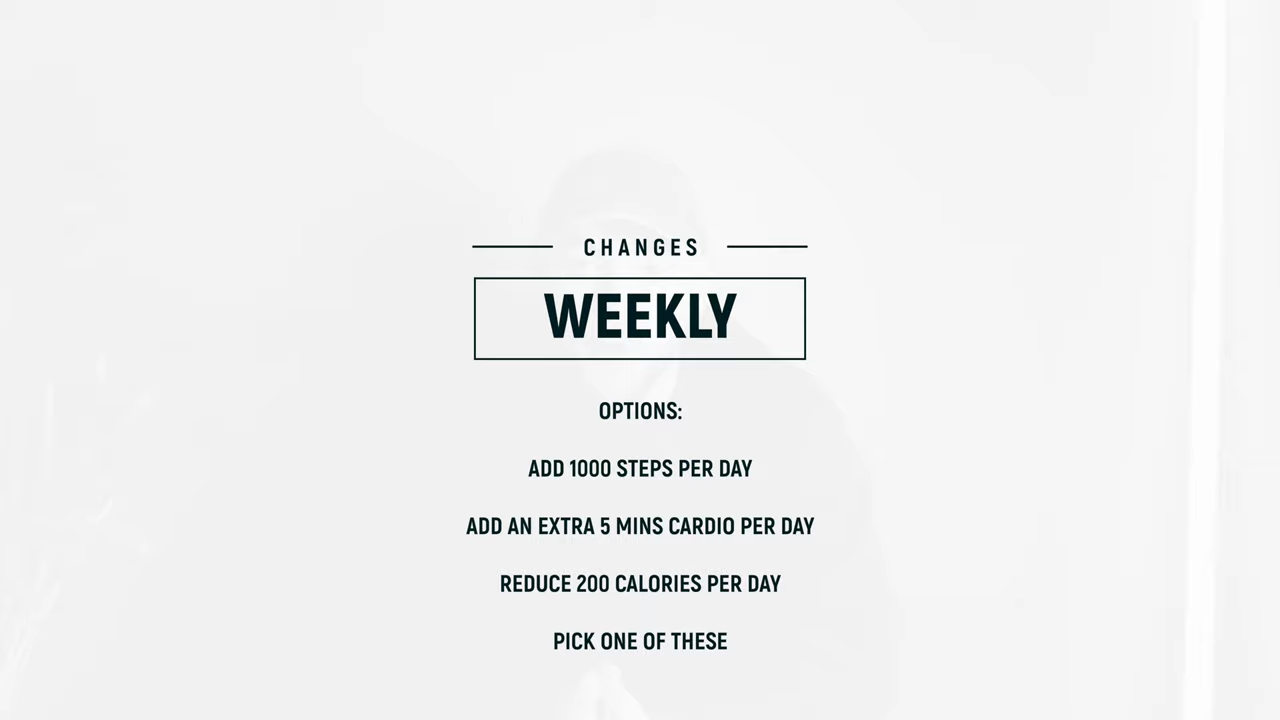 CHANGES
WEEKLY
OPTIONS:
ADD 1000 STEPS PER DAY
ADD AN EXTRA 5 MINS CARDIO PER DAY
REDUCE 200 CALORIES PER DAY
PICK ONE OF THESE